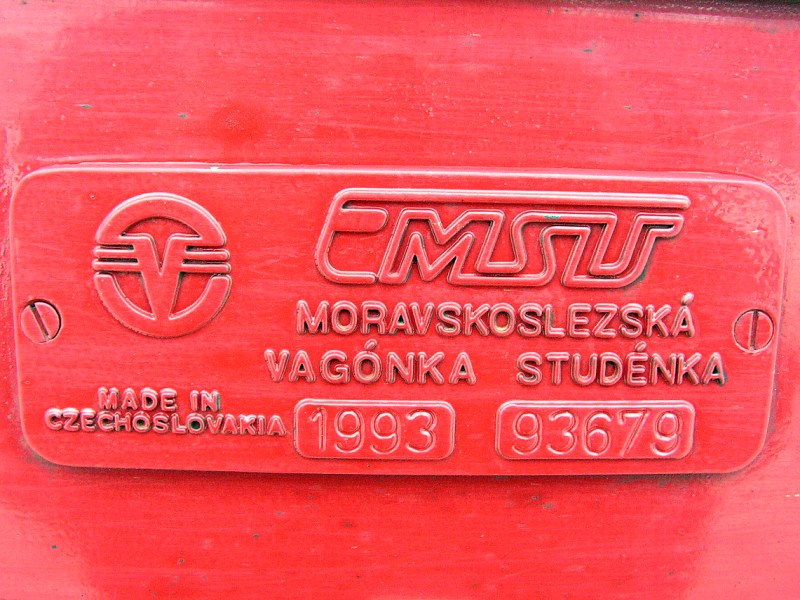 MSV
MORAVSKOSLEZSKÁ
VAGÓNKA STUDÉNKA
MADE IN
CZECHOSLOVAKIA
1993 93679